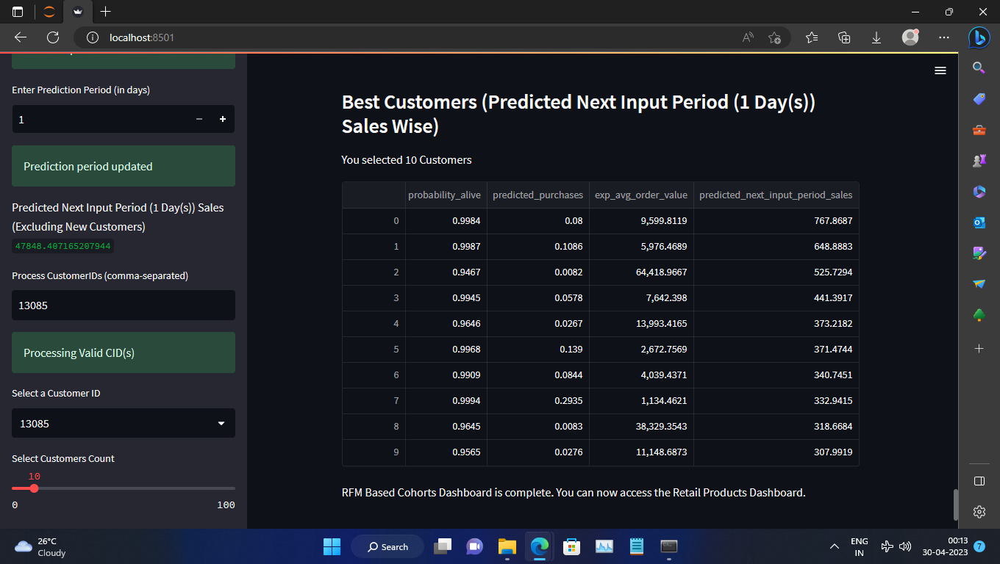 localhost:8501
Enter Prediction Period (in days)
1
Prediction period updated
Predicted Next Input Period (1 Day(s)) Sales
(Excluding New Customers)
47848.407165207944
Process CustomerIDs (comma-separated)
13085
Processing Valid CID(s)
Select a Customer ID
13085
Select Customers Count
10
0 100
Best Customers (Predicted Next Input Period (1 Day(s))
Sales Wise)
You selected 10 Customers
probability_alive predicted_purchases exp_avg_order_value predicted_next_input_period_sales
0 0.9984 0.08 9,599.8119 767.8687
1 0.9987 0.1086 5,976.4689 648.8883
2 0.9467 0.0082 64,418.9667 525.7294
3 0.9945 0.0578 7,642.398 441.3917
4 0.9646 0.0267 13,993.4165 373.2182
5 0.9968 0.139 2,672.7569 371.4744
6 0.9909 0.0844 4,039.4371 340.7451
7 0.9994 0.2935 1,134.4621 332.9415
8 0.9645 0.0083 38,329.3543 318.6684
9 0.9565 0.0276 11,148.6873 307.9919
RFM Based Cohorts Dashboard is complete. You can now access the Retail Products Dashboard.
26°C
Cloudy
Search
ENG
IN
00:13
30-04-2023
7